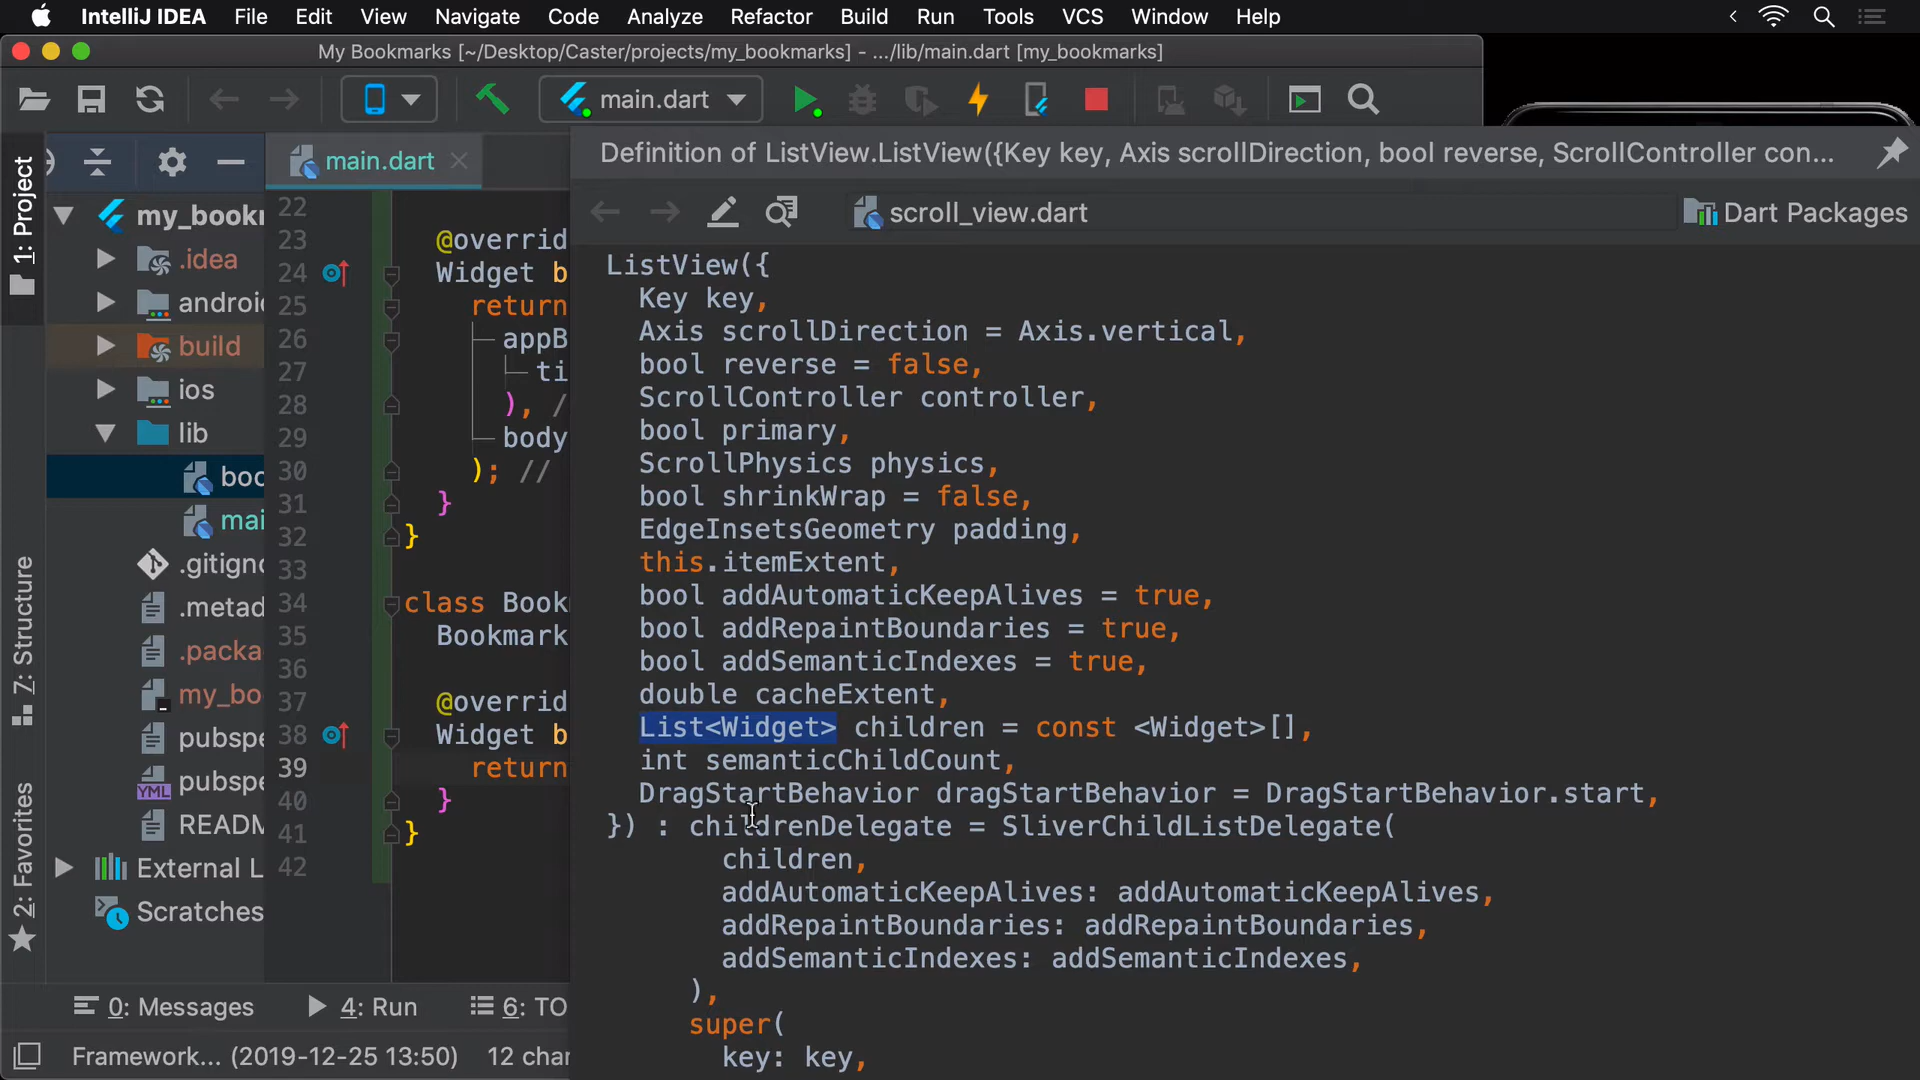 IntelliJ IDEA File Edit View Navigate Code Analyze Refactor Build Run Tools VCS Window Help
My Bookmarks [~/Desktop/Caster/projects/my_bookmarks] - .../lib/main.dart [my_bookmarks]
main.dart
1: Project
Z: Structure
2: Favorites
my_bookr
.idea
androi
build
ios
lib
boo
mai
.gitign
.metad
.packa
my_bo
pubspe
pubspe
YML
READM
External L
Scratches
main.dart
22
23 @overrid
24 Widget b
25 return
26 appB
27 ti
28 ), /
29 body
30 ); //
31 }
32 }
33
34 class Book
35 Bookmark
36
37 @overrid
38 Widget b
39 return
40 }
41 }
42
Definition of ListView.ListView({Key key, Axis scrollDirection, bool reverse, ScrollController con...
scroll_view.dart
Dart Packages
ListView({
Key key,
Axis scrollDirection = Axis.vertical,
bool reverse = false,
ScrollController controller,
bool primary,
ScrollPhysics physics,
bool shrinkWrap = false,
EdgeInsetsGeometry padding,
this.itemExtent,
bool addAutomaticKeepAlives = true,
bool addRepaintBoundaries = true,
bool addSemanticIndexes = true,
double cacheExtent,
List<Widget> children = const <Widget>[],
int semanticChildCount,
DragStartBehavior dragStartBehavior = DragStartBehavior.start,
}) : childrenDelegate = SliverChildListDelegate(
children,
addAutomaticKeepAlives: addAutomaticKeepAlives,
addRepaintBoundaries: addRepaintBoundaries,
addSemanticIndexes: addSemanticIndexes,
),
super(
key: key,
0: Messages 4: Run 6: TO
Framework... (2019-12-25 13:50) 12 char